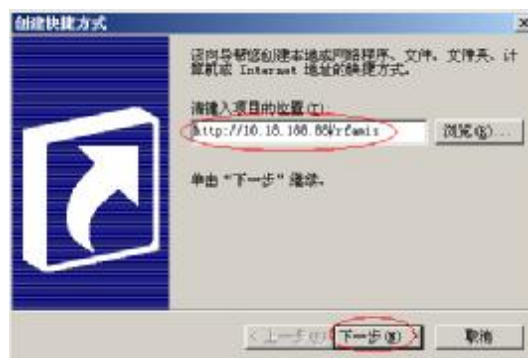 创建快捷方式
该向导帮您创建本地或网络程序、文件、文件夹、计
算机或 Internet 地址的快捷方式。
请键入项目的位置(T):
http://10.18.188.88/rfamis
浏览(R)...
单击“下一步”继续。
< 上一步(B)
下一步(N) >
取消